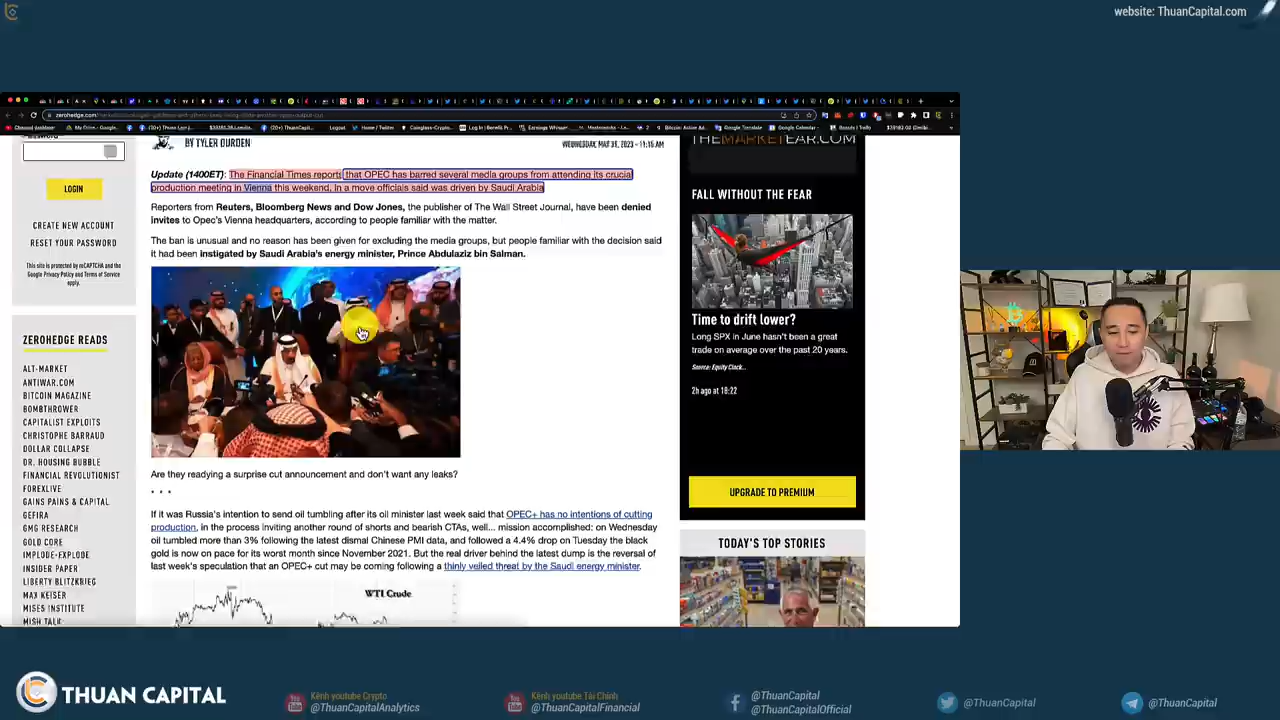 website: ThuanCapital.com
zerohedge.com
BY TYLER DURDEN
WEDNESDAY, MAY 31, 2023 - 11:15 AM
Update (1400ET): The Financial Times reports that OPEC has barred several media groups from attending its crucial
production meeting in Vienna this weekend, in a move officials said was driven by Saudi Arabia
Reporters from Reuters, Bloomberg News and Dow Jones, the publisher of The Wall Street Journal, have been denied
invites to Opec's Vienna headquarters, according to people familiar with the matter.
The ban is unusual and no reason has been given for excluding the media groups, but people familiar with the decision said
it had been instigated by Saudi Arabia's energy minister, Prince Abdulaziz bin Salman.
Are they readying a surprise cut announcement and don't want any leaks?
* * *
If it was Russia's intention to send oil tumbling after its oil minister last week said that OPEC+ has no intentions of cutting
production, in the process inviting another round of shorts and bearish CTAs, well... mission accomplished: on Wednesday
oil tumbled more than 3% following the latest dismal Chinese PMI data, and followed a 4.4% drop on Tuesday the black
gold is now on pace for its worst month since November 2021. But the real driver behind the latest dump is the reversal of
last week's speculation that an OPEC+ cut may be coming following a thinly veiled threat by the Saudi energy minister.
WTI Crude
LOGIN
CREATE NEW ACCOUNT
RESET YOUR PASSWORD
This site is protected by reCAPTCHA and the
Google Privacy Policy and Terms of Service
apply.
ZEROHEDGE READS
ALT-MARKET
ANTIWAR.COM
BITCOIN MAGAZINE
BOMBTHROWER
CAPITALIST EXPLOITS
CHRISTOPHE BARRAUD
DOLLAR COLLAPSE
DR. HOUSING BUBBLE
FINANCIAL REVOLUTIONIST
FOREXLIVE
GAINS PAINS & CAPITAL
GEFIRA
GMG RESEARCH
GOLD CORE
IMPLODE-EXPLODE
INSIDER PAPER
LIBERTY BLITZKRIEG
MAX KEISER
MISES INSTITUTE
MISH TALK
THEMARKETEAR.COM
FALL WITHOUT THE FEAR
Time to drift lower?
Long SPX in June hasn't been a great
trade on average over the past 20 years.
Source: Equity Clock...
2h ago at 18:22
UPGRADE TO PREMIUM
TODAY'S TOP STORIES
THUAN CAPITAL
Kênh youtube Crypto
@ThuanCapitalAnalytics
Kênh youtube Tài Chính
@ThuanCapitalFinancial
@ThuanCapital
@ThuanCapitalOfficial
@ThuanCapital
@ThuanCapital